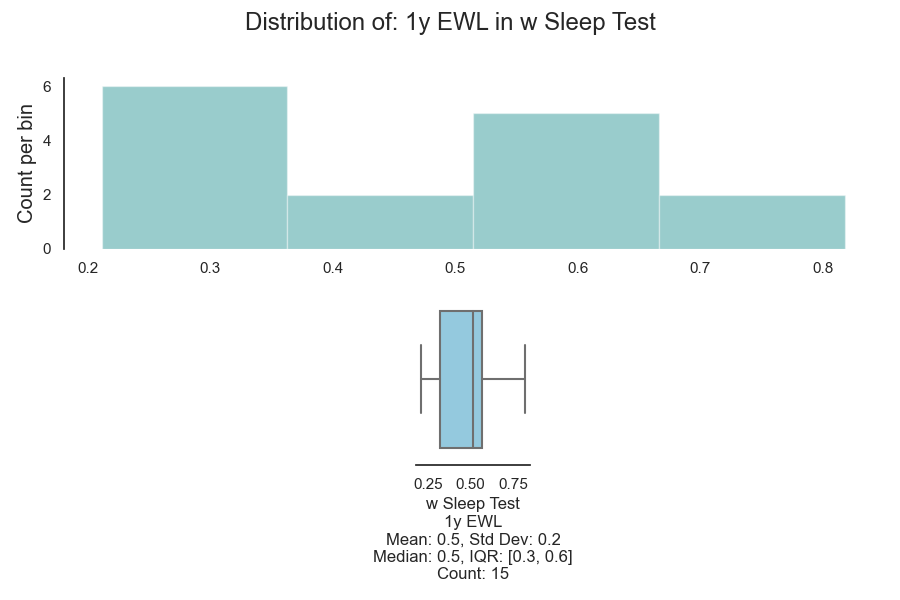 Distribution of: 1y EWL in w Sleep Test
Count per bin
6
4
2
0
0.2 0.3 0.4 0.5 0.6 0.7 0.8
0.25 0.50 0.75
w Sleep Test
1y EWL
Mean: 0.5, Std Dev: 0.2
Median: 0.5, IQR: [0.3, 0.6]
Count: 15